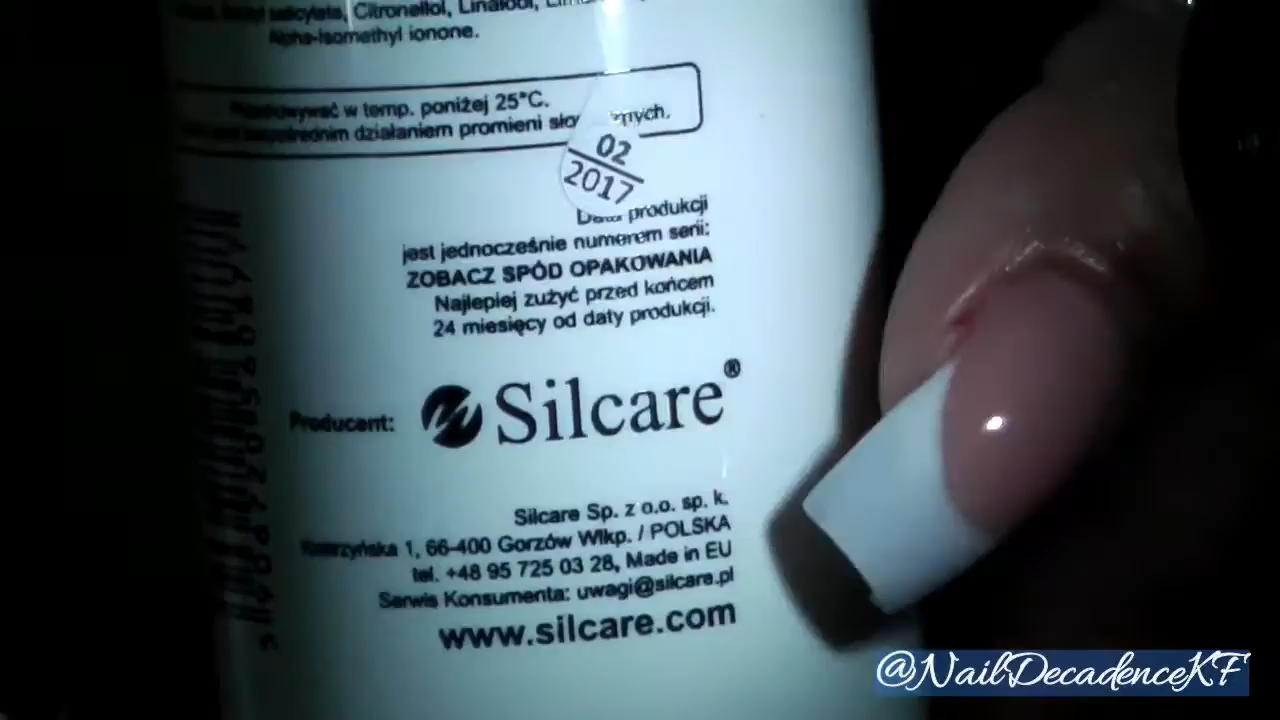 salicylate, Citronellol, Linalool,
Alpha-Isomethyl ionone.
w temp. poniżej 25°C.
działaniem promieni
02
2017
Data produkcji
jest jednocześnie numerem serii:
ZOBACZ SPÓD OPAKOWANIA
Najlepiej zużyć przed końcem
24 miesięcy od daty produkcji.
Producent: Silcare®
Silcare Sp. z o.o. sp. k.
1, 66-400 Gorzów Wlkp. / POLSKA
tel. +48 95 725 03 28, Made in EU
Serwis Konsumenta: uwagi@silcare.pl
www.silcare.com
@NailDecadenceKF